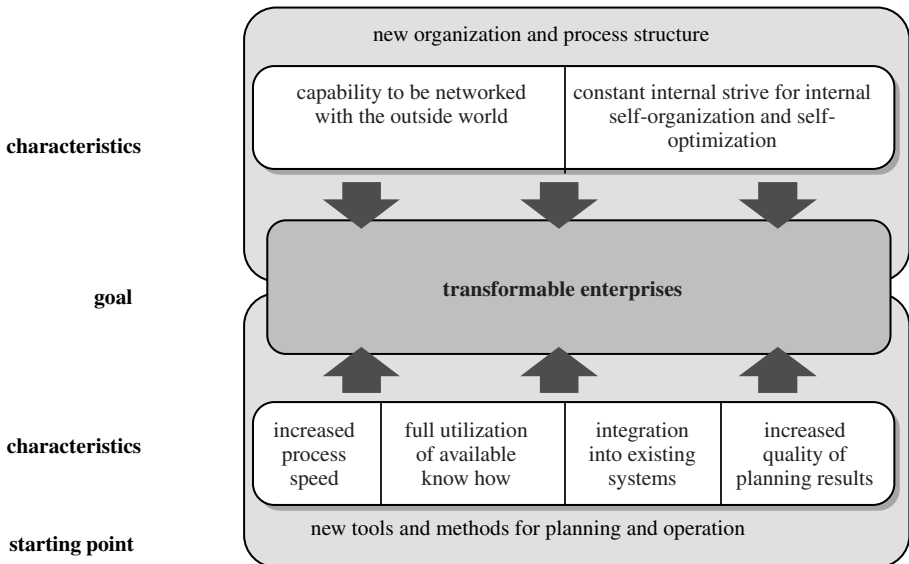 new organization and process structure
characteristics
capability to be networked
with the outside world
constant internal strive for internal
self-organization and self-
optimization
goal
transformable enterprises
characteristics
increased
process
speed
full utilization
of available
know how
integration
into existing
systems
increased
quality of
planning results
starting point
new tools and methods for planning and operation